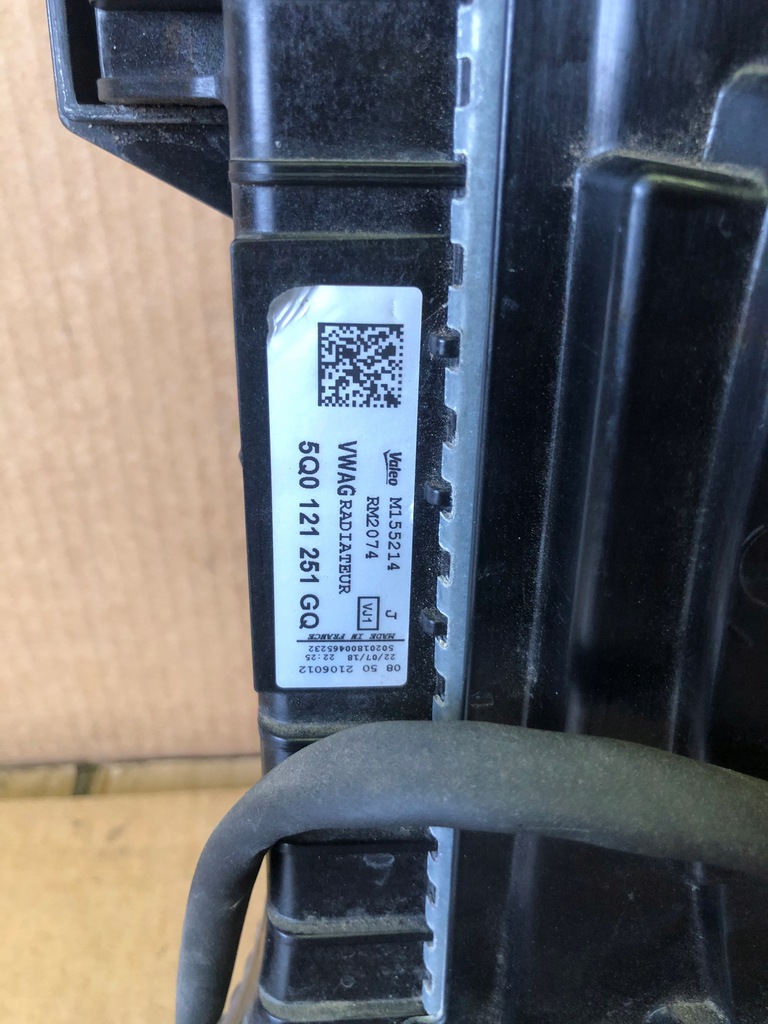 Valeo M155214 J
RM2074 VJ1
VWAG RADIATEUR
5Q0 121 251 GQ
MADE IN FRANCE
08 50 2106012
22/07/18 22:25
S0201800465232